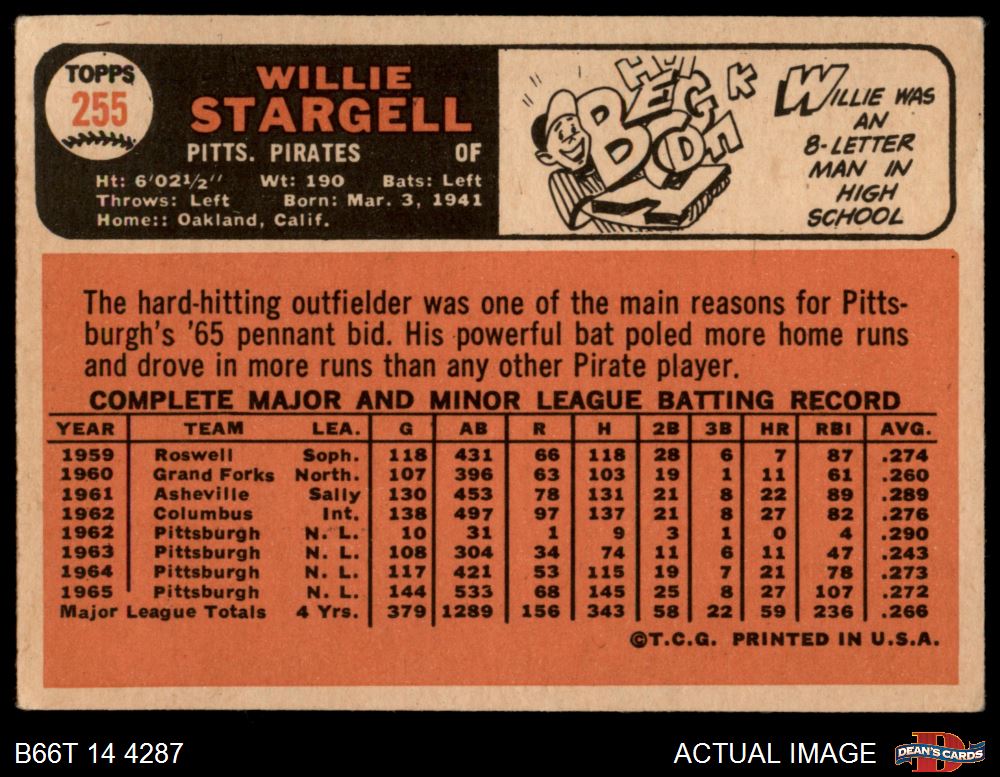 TOPPS
255
WILLIE
STARGELL
PITTS. PIRATES OF
Ht: 6'02½" Wt: 190 Bats: Left
Throws: Left Born: Mar. 3, 1941
Home:: Oakland, Calif.
WILLIE WAS
AN
8-LETTER
MAN IN
HIGH
SCHOOL
The hard-hitting outfielder was one of the main reasons for Pitts-
burgh's '65 pennant bid. His powerful bat poled more home runs
and drove in more runs than any other Pirate player.
COMPLETE MAJOR AND MINOR LEAGUE BATTING RECORD
YEAR TEAM LEA. G AB R H 2B 3B HR RBI AVG.
1959 Roswell Soph. 118 431 66 118 28 6 7 87 .274
1960 Grand Forks North. 107 396 63 103 19 1 11 61 .260
1961 Asheville Sally 130 453 78 131 21 8 22 89 .289
1962 Columbus Int. 138 497 97 137 21 8 27 82 .276
1962 Pittsburgh N. L. 10 31 1 9 3 1 0 4 .290
1963 Pittsburgh N. L. 108 304 34 74 11 6 11 47 .243
1964 Pittsburgh N. L. 117 421 53 115 19 7 21 78 .273
1965 Pittsburgh N. L. 144 533 68 145 25 8 27 107 .272
Major League Totals 4 Yrs. 379 1289 156 343 58 22 59 236 .266
©T.C.G. PRINTED IN U.S.A.
B66T 14 4287
ACTUAL IMAGE
DEAN'S CARDS